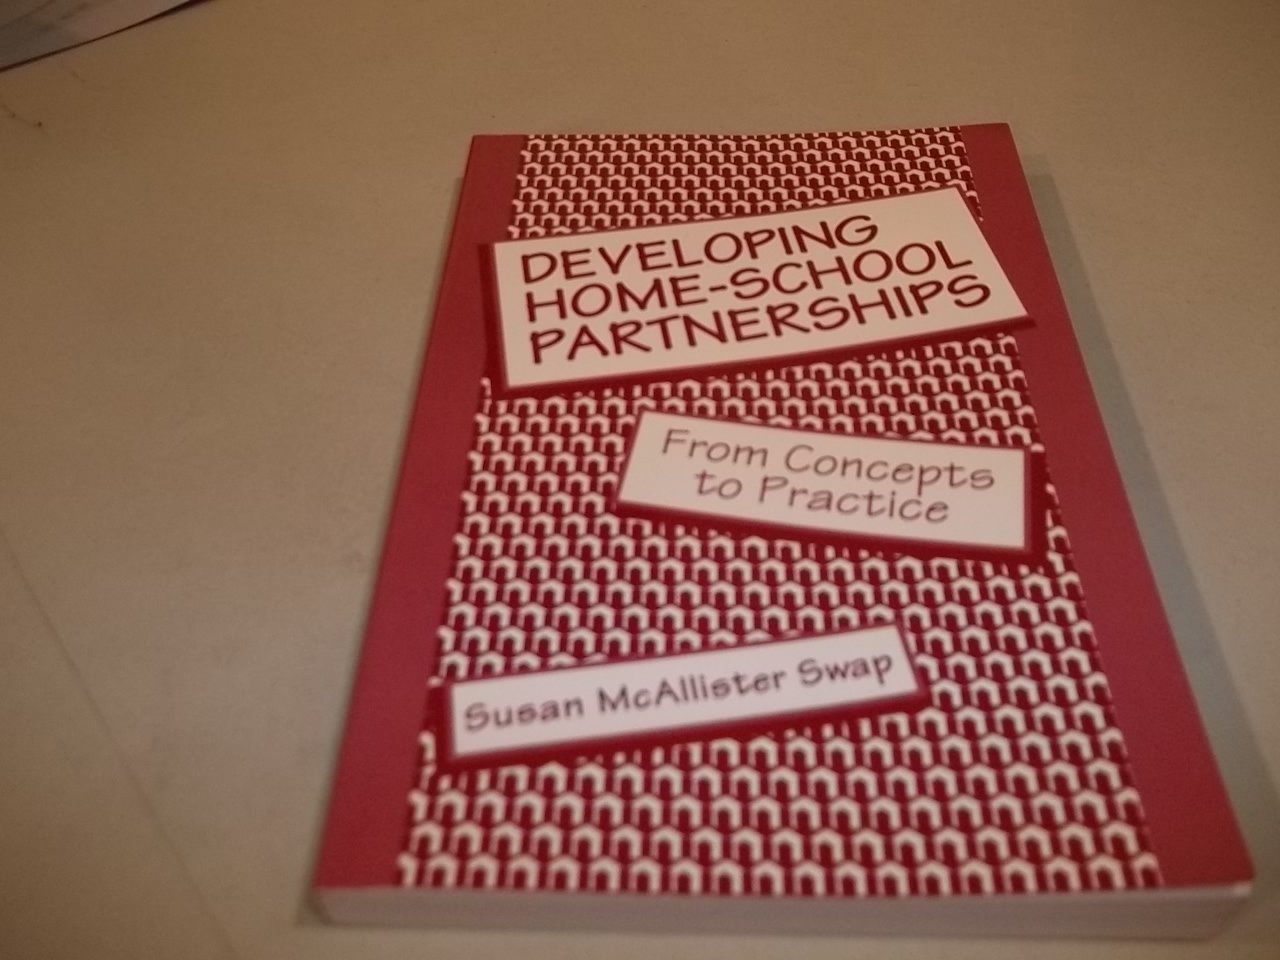 DEVELOPING
HOME-SCHOOL
PARTNERSHIPS
From Concepts
to Practice
Susan McAllister Swap